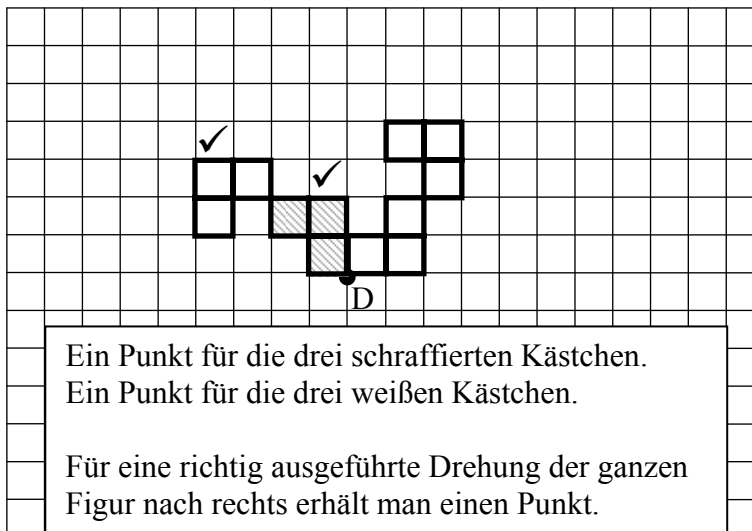 D
Ein Punkt für die drei schraffierten Kästchen.
Ein Punkt für die drei weißen Kästchen.
Für eine richtig ausgeführte Drehung der ganzen
Figur nach rechts erhält man einen Punkt.